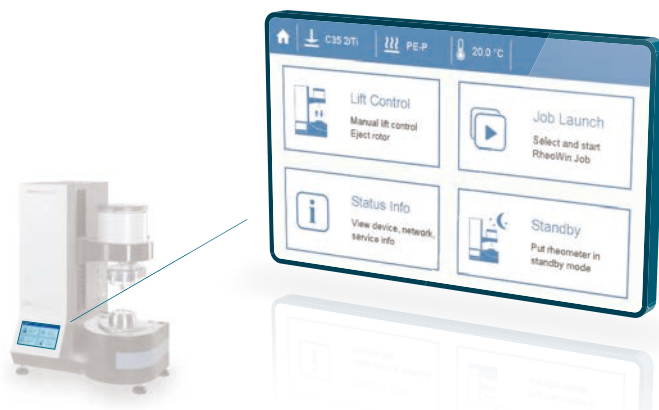 C35 2/Ti
PE-P
20.0 °C
Lift Control
Manual lift control
Eject rotor
Job Launch
Select and start
RheoWin Job
Status Info
View device, network,
service info
Standby
Put rheometer in
standby mode